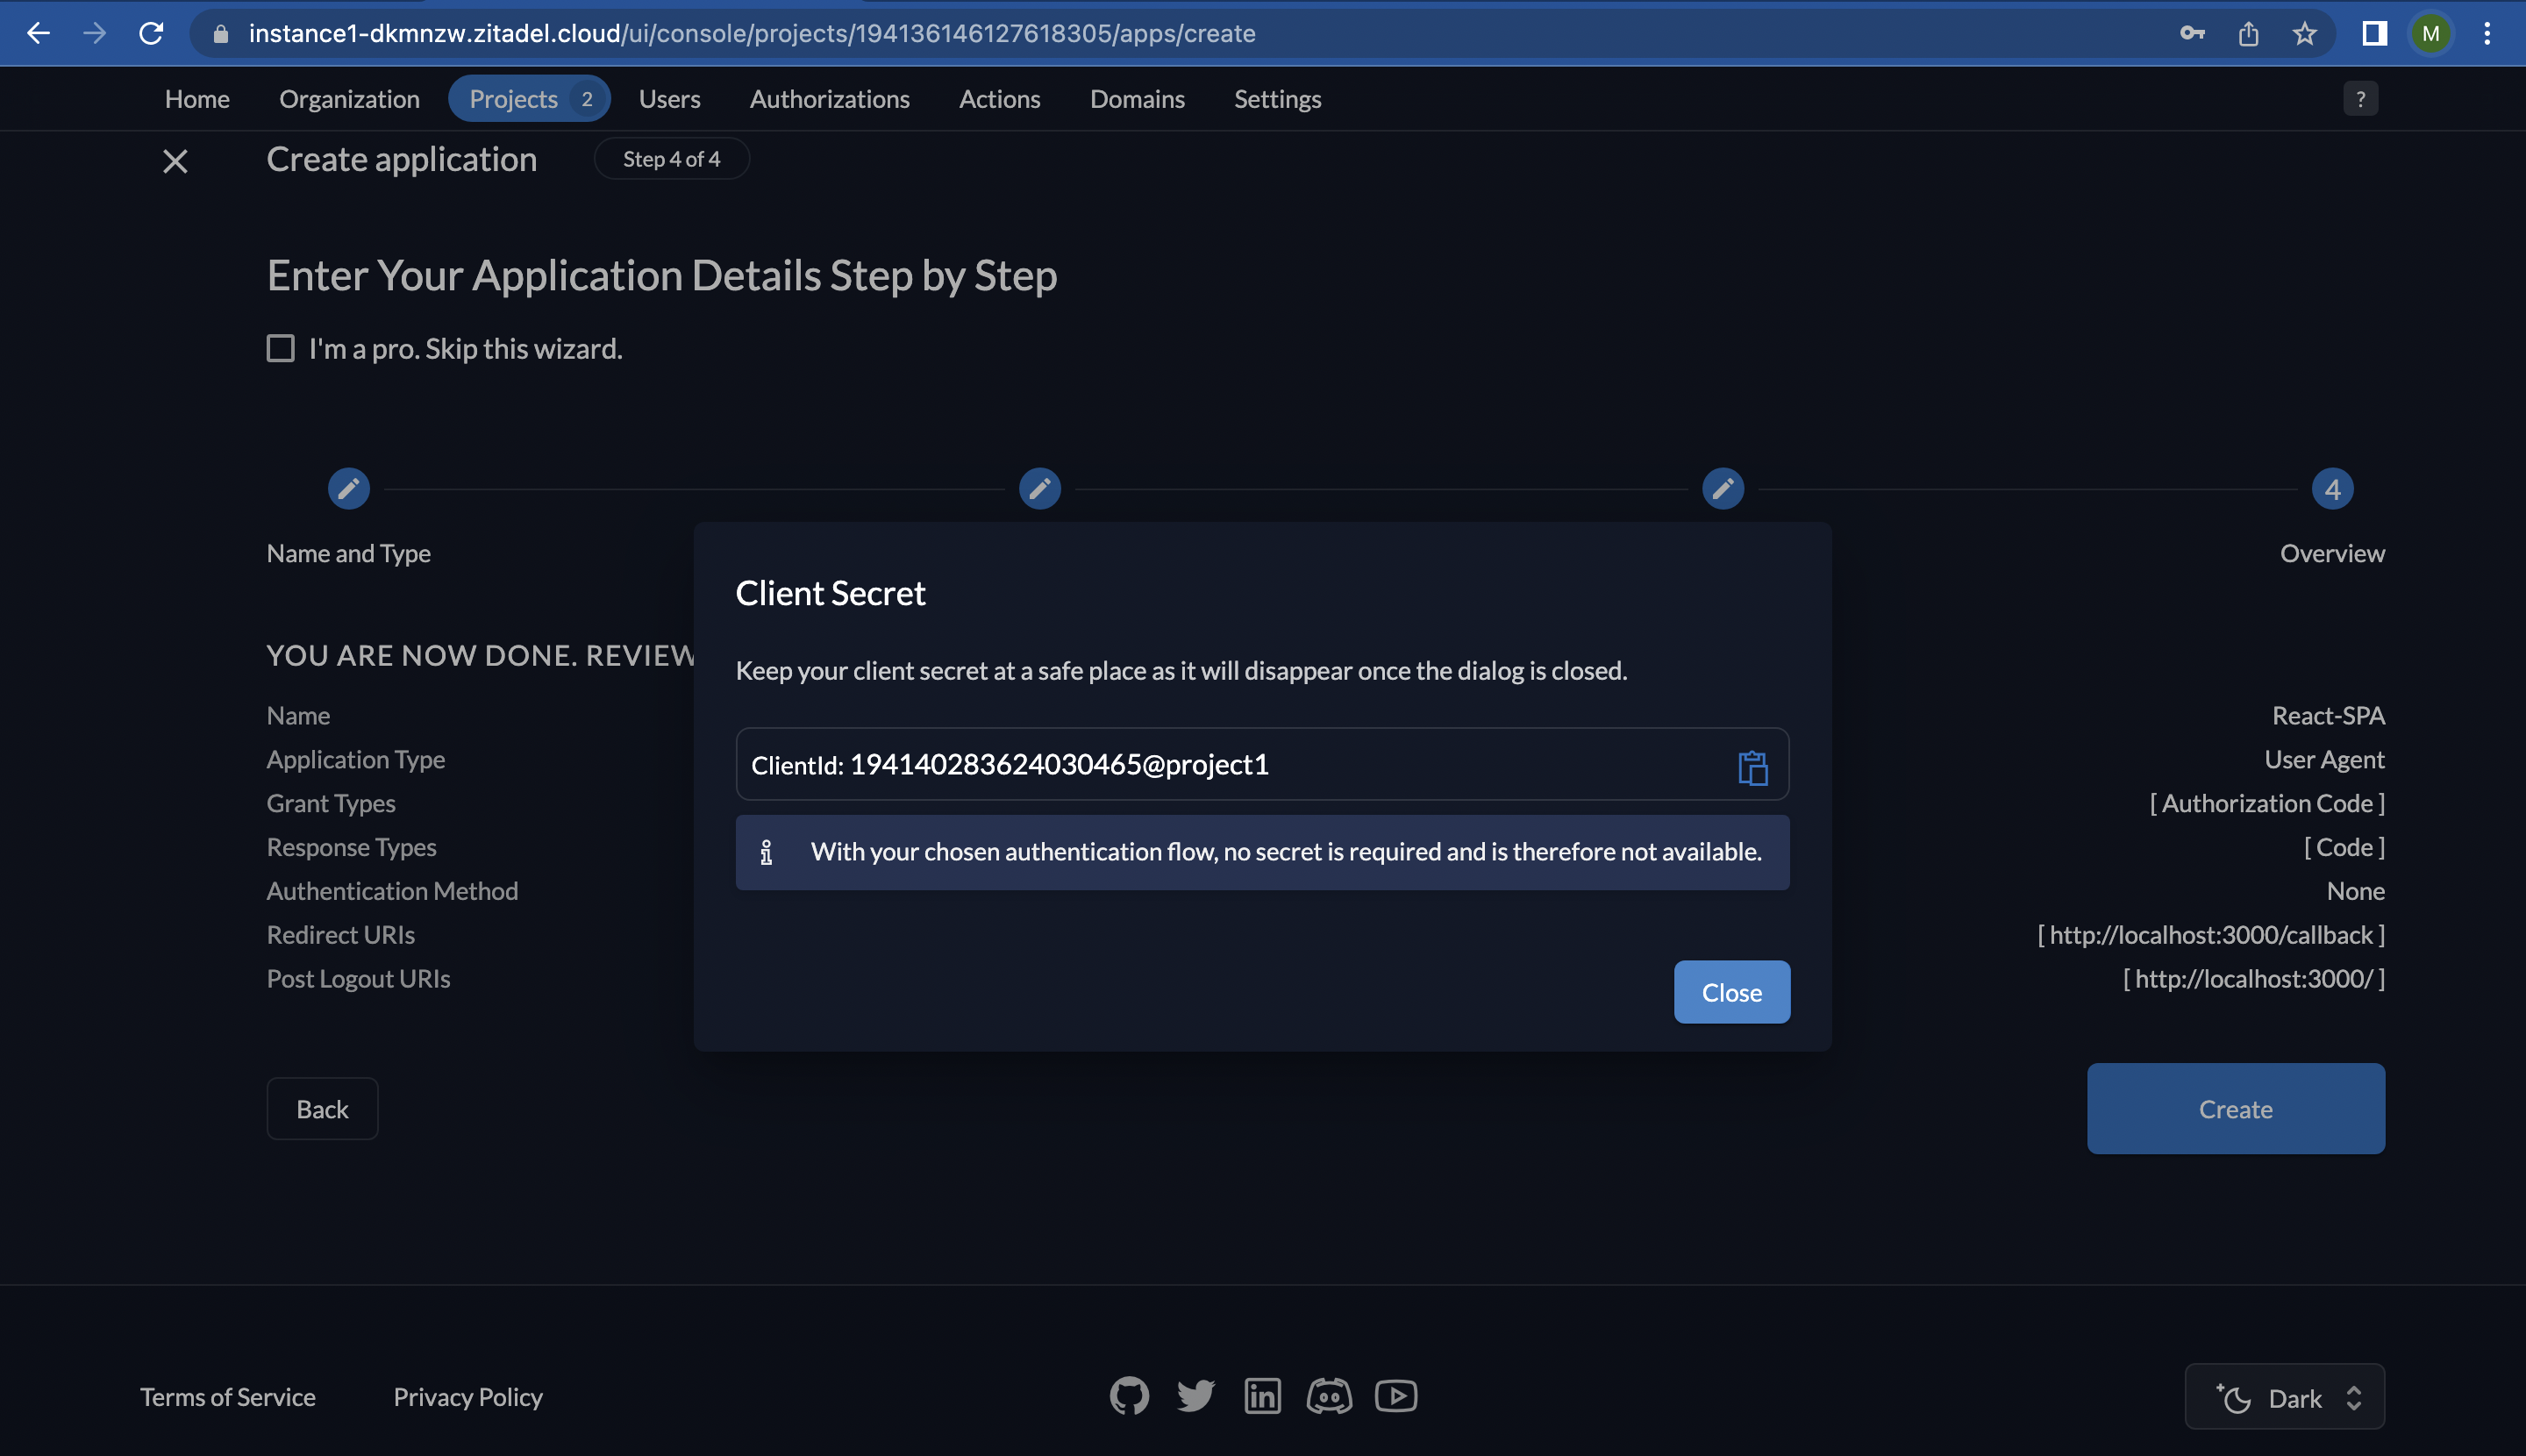 instance1-dkmnzw.zitadel.cloud/ui/console/projects/194136146127618305/apps/create
M
Home Organization Projects 2 Users Authorizations Actions Domains Settings ?
Create application Step 4 of 4
Enter Your Application Details Step by Step
I'm a pro. Skip this wizard.
4
Name and Type
Overview
YOU ARE NOW DONE. REVIEW
Name React-SPA
Application Type User Agent
Grant Types [ Authorization Code ]
Response Types [ Code ]
Authentication Method None
Redirect URIs [ http://localhost:3000/callback ]
Post Logout URIs [ http://localhost:3000/ ]
Client Secret
Keep your client secret at a safe place as it will disappear once the dialog is closed.
ClientId: 194140283624030465@project1
With your chosen authentication flow, no secret is required and is therefore not available.
Close
Back
Create
Terms of Service Privacy Policy
in
Dark